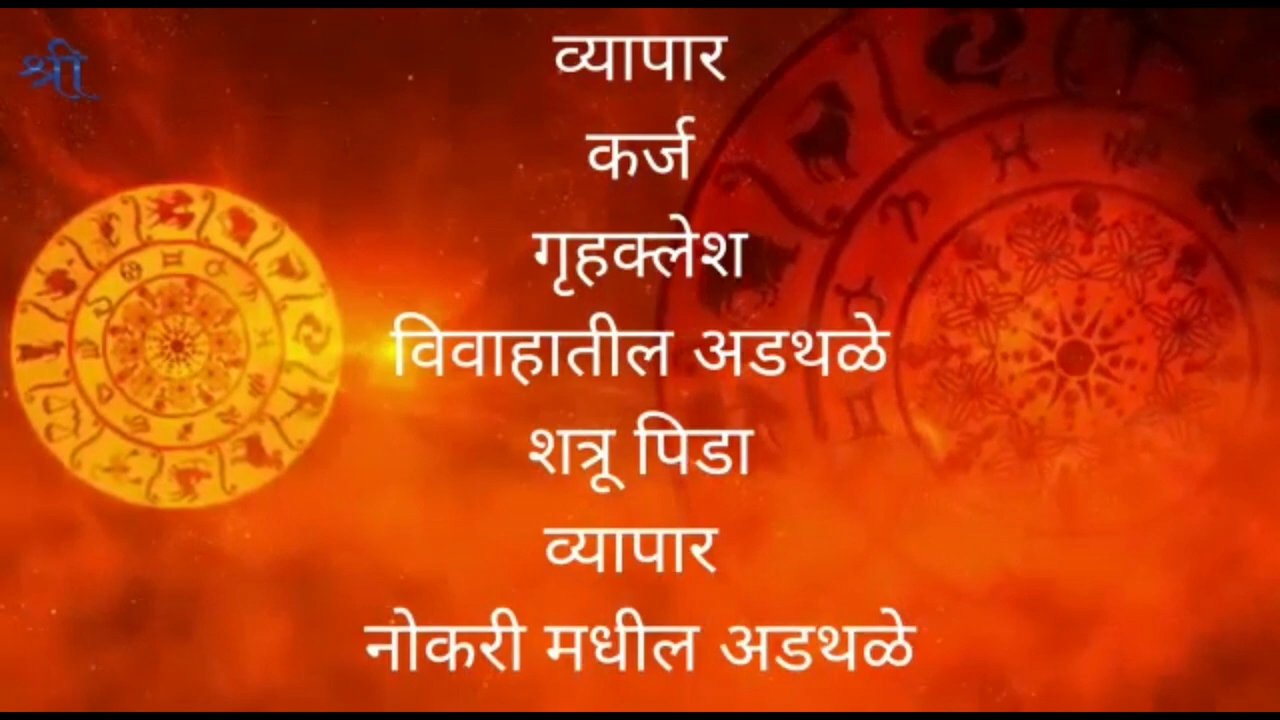 श्री
व्यापार
कर्ज
गृहक्लेश
विवाहातील अडथळे
शत्रू पिडा
व्यापार
नोकरी मधील अडथळे